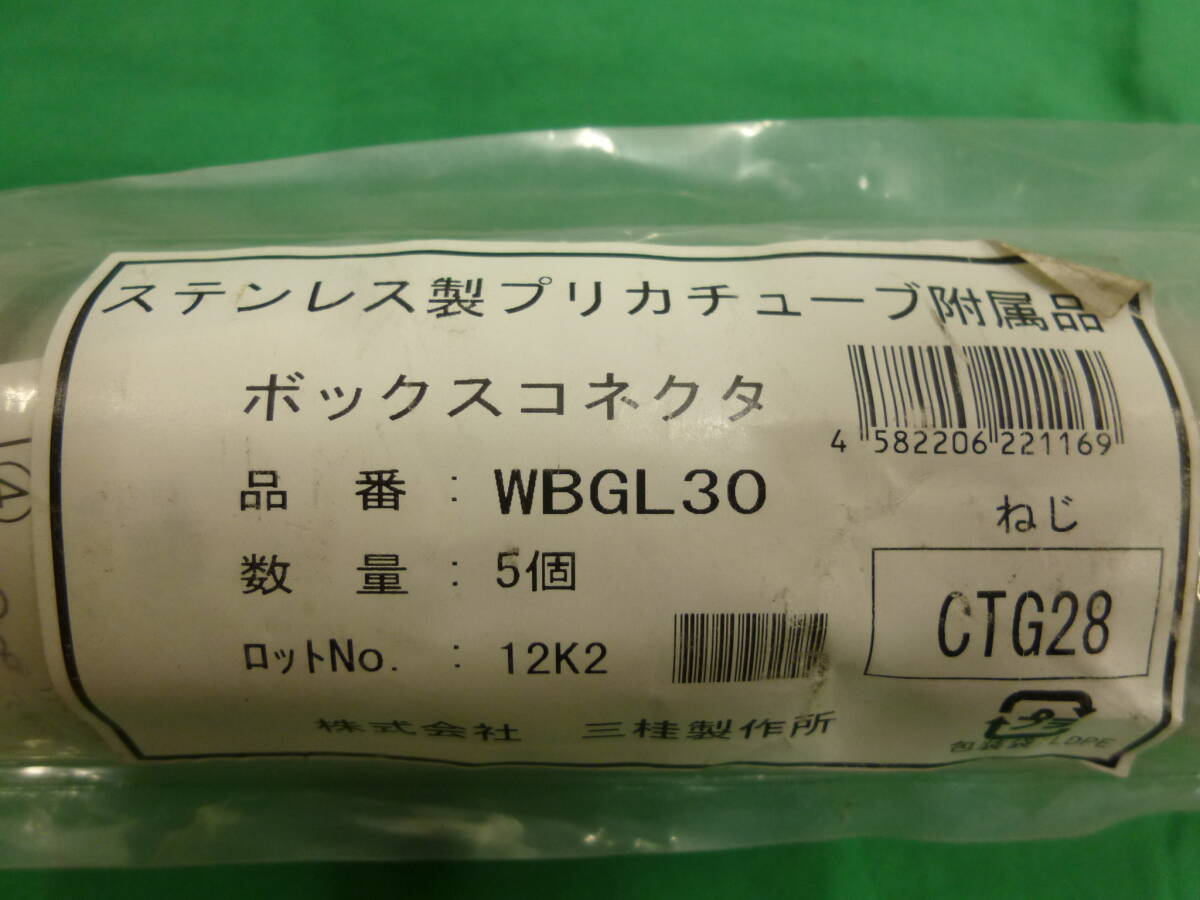 ステンレス製プリカチューブ附属品
ボックスコネクタ
4 582206 221169
品番:WBGL30
ねじ
数量:5個
CTG28
ロットNo.:12K2
株式会社 三桂製作所
包装袋 LDPE